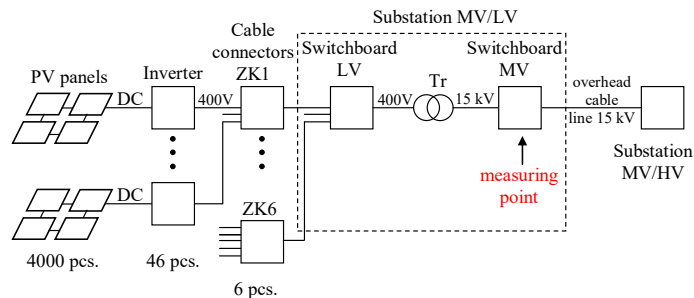 Substation MV/LV
Cable
connectors
ZK1
Switchboard
LV
Switchboard
MV
PV panels
Inverter
DC
400V
400V
Tr
15 kV
overhead
cable
line 15 kV
Substation
MV/HV
measuring
point
DC
ZK6
4000 pcs.
46 pcs.
6 pcs.